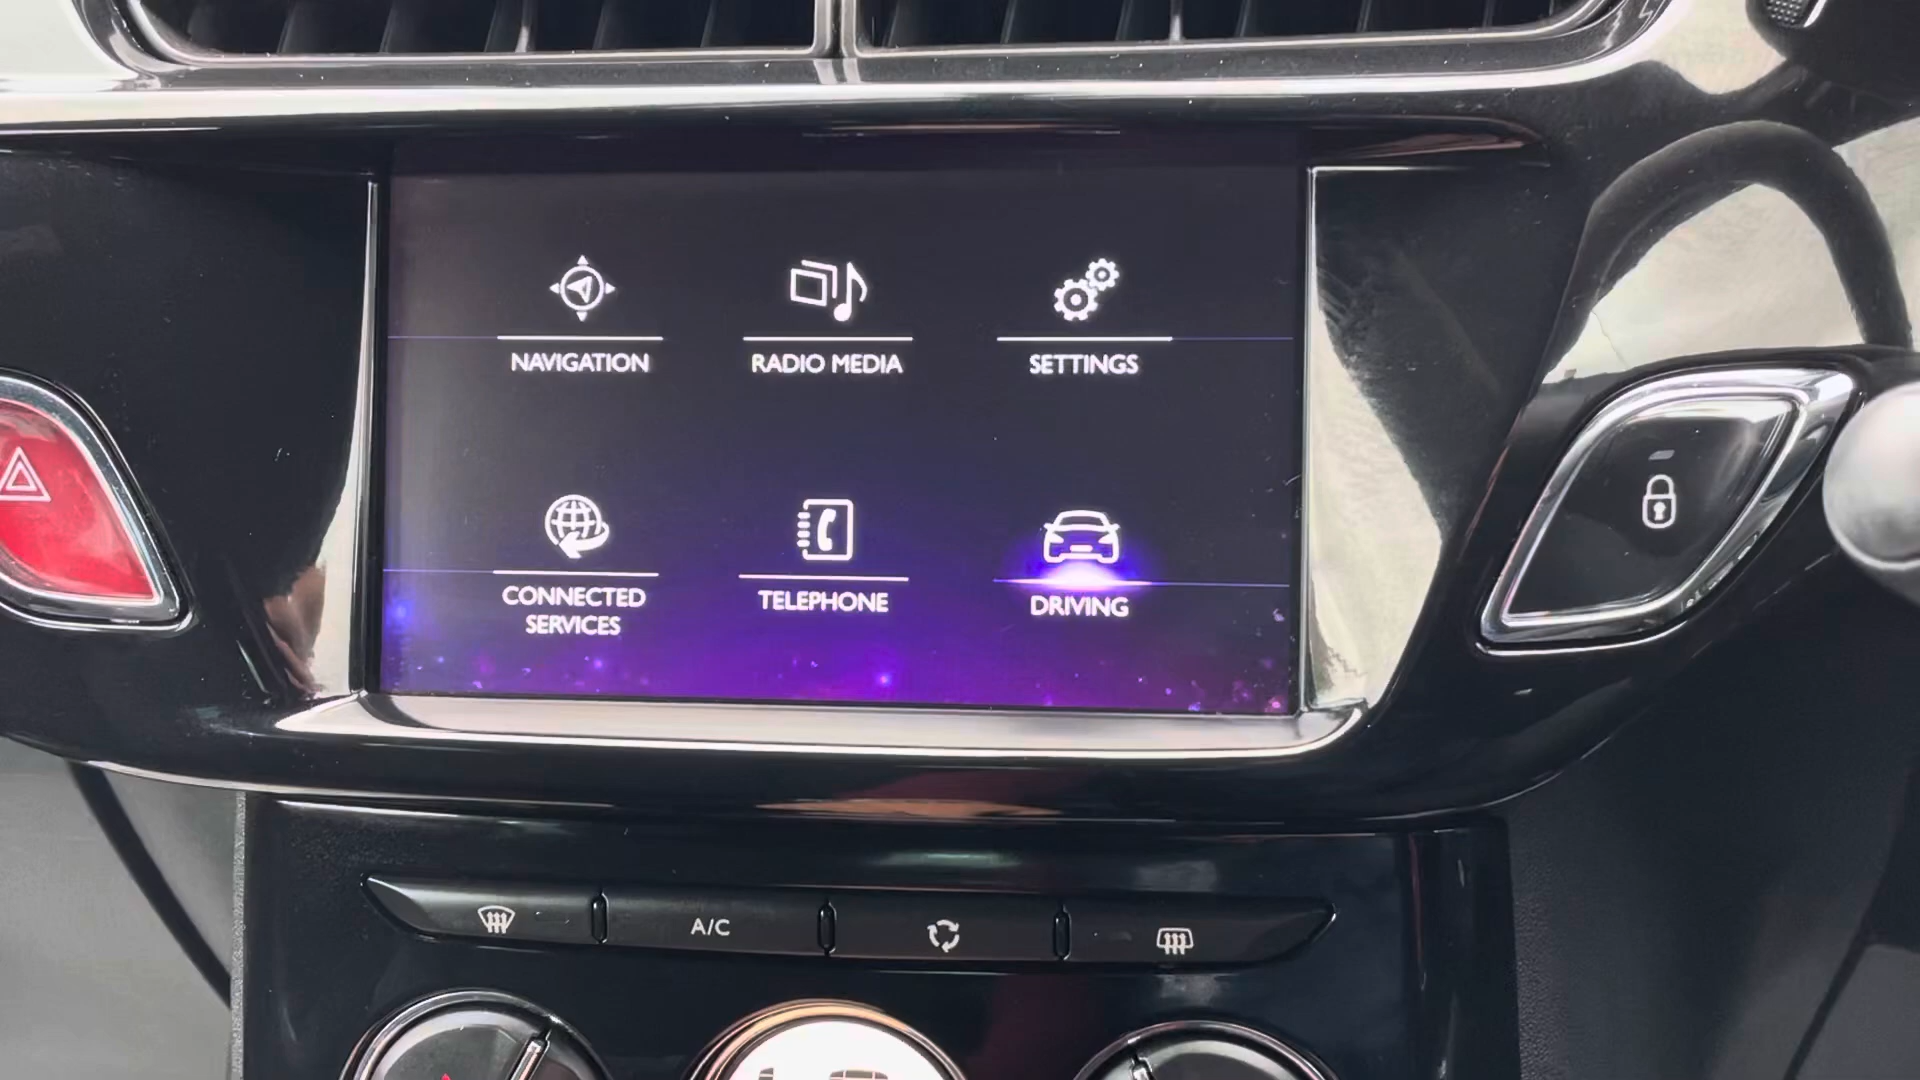 NAVIGATION
RADIO MEDIA
SETTINGS
CONNECTED
SERVICES
TELEPHONE
DRIVING
A/C